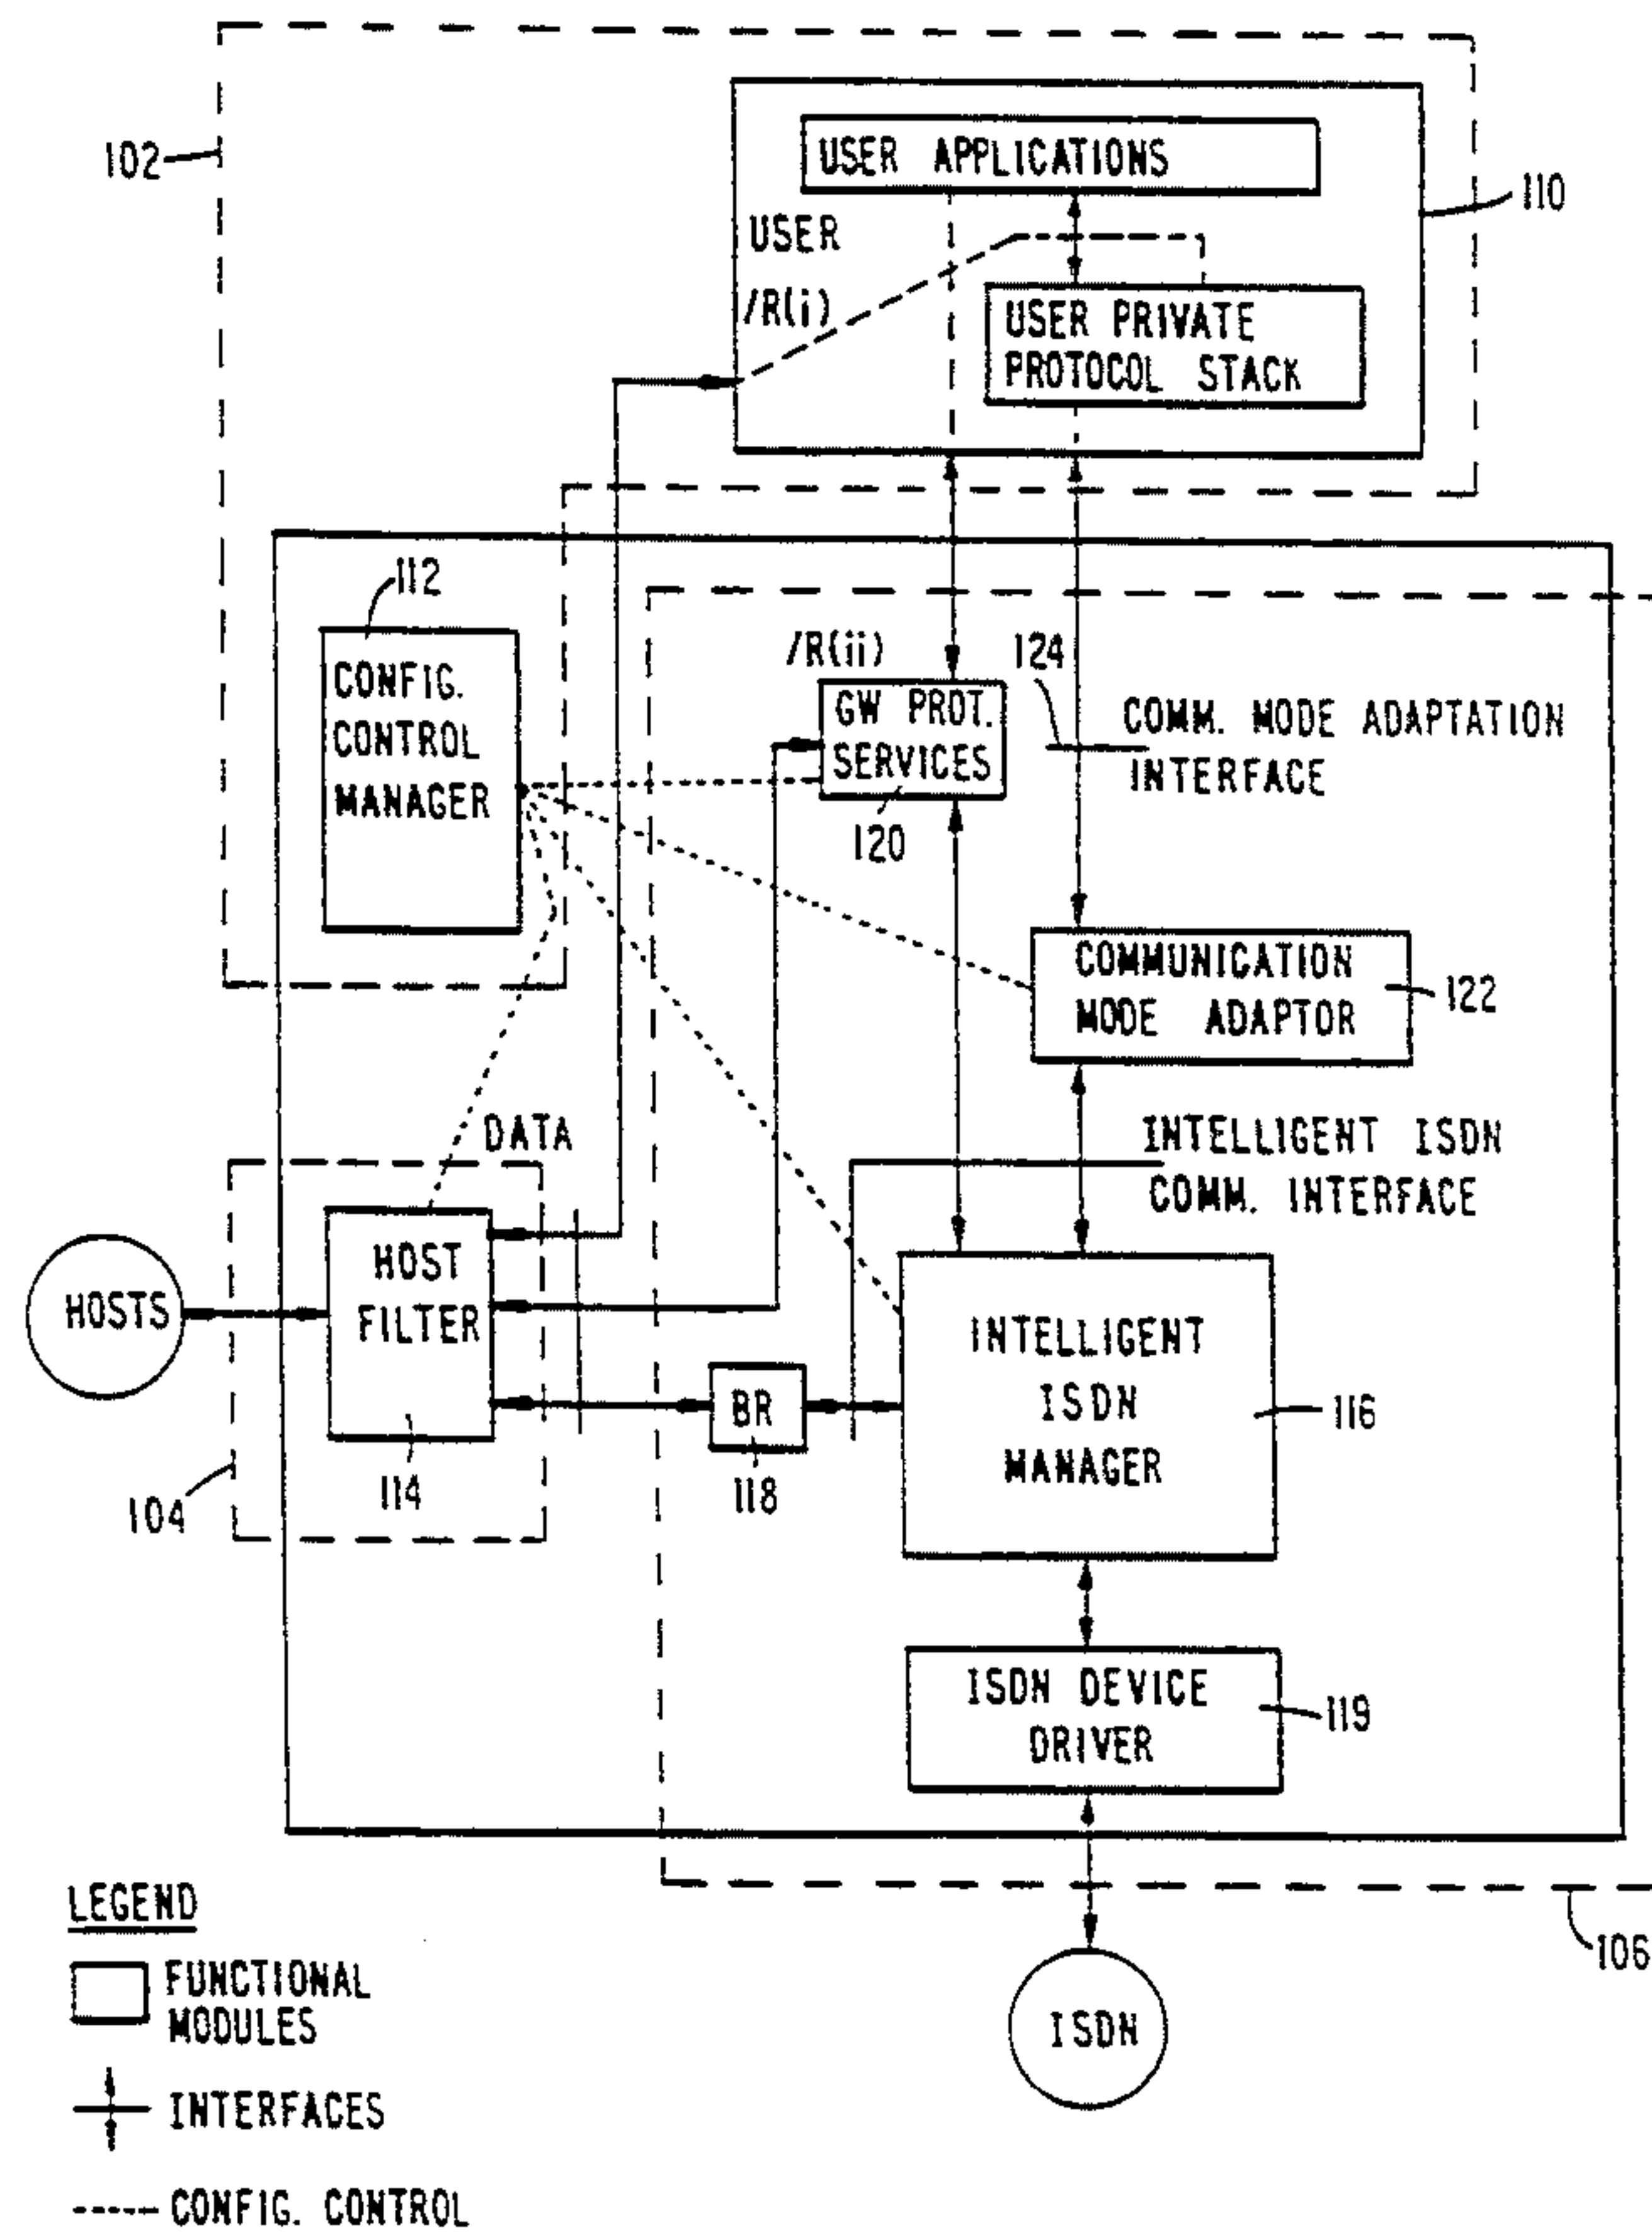 102
USER APPLICATIONS
110
USER
/R(i)
USER PRIVATE
PROTOCOL STACK
112
CONFIG.
CONTROL
MANAGER
/R(ii)
124
GW PROT.
SERVICES
120
COMM. MODE ADAPTATION
INTERFACE
COMMUNICATION
MODE ADAPTOR
122
DATA
INTELLIGENT ISDN
COMM. INTERFACE
HOSTS
HOST
FILTER
114
104
BR
118
INTELLIGENT
ISDN
MANAGER
116
ISDN DEVICE
DRIVER
119
106
ISDN
LEGEND
FUNCTIONAL
MODULES
INTERFACES
CONFIG. CONTROL